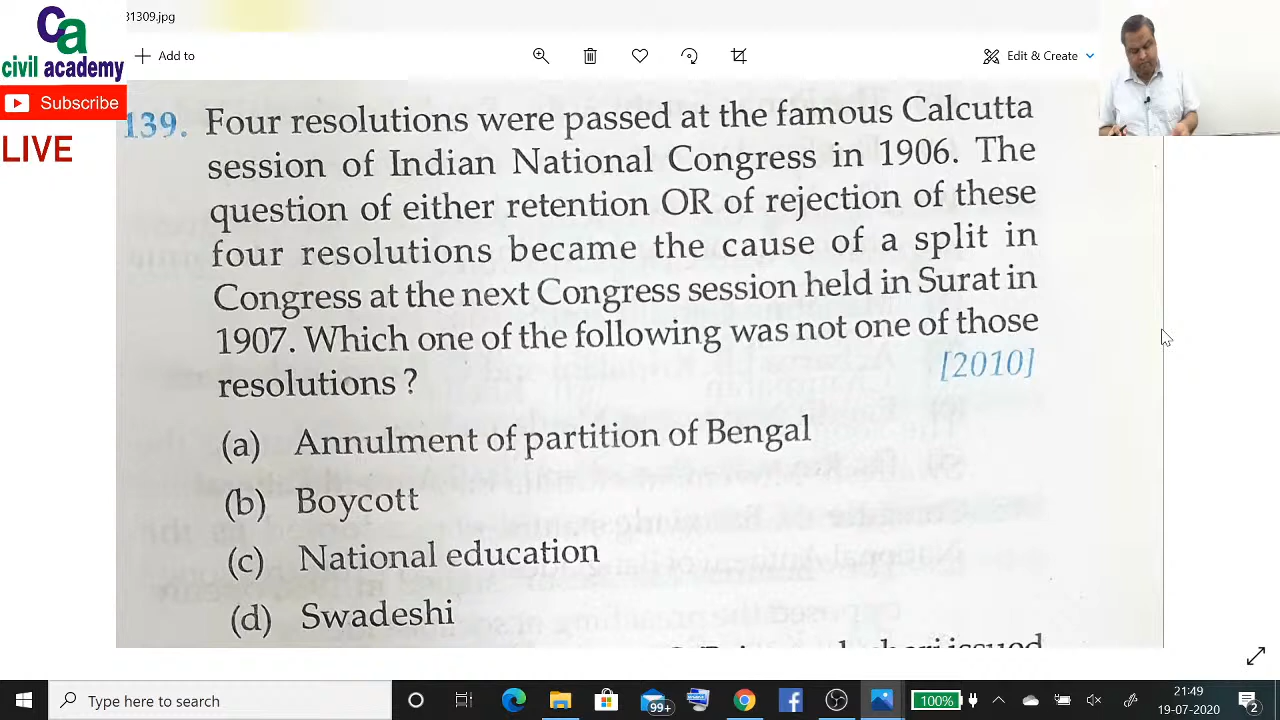 31309.jpg
ca
civil academy
Subscribe
LIVE
Add to
Edit & Create
139. Four resolutions were passed at the famous Calcutta
session of Indian National Congress in 1906. The
question of either retention OR of rejection of these
four resolutions became the cause of a split in
Congress at the next Congress session held in Surat in
1907. Which one of the following was not one of those
resolutions ? [2010]
(a) Annulment of partition of Bengal
(b) Boycott
(c) National education
(d) Swadeshi
issued
Type here to search
99+
100%
21:49
19-07-2020
2